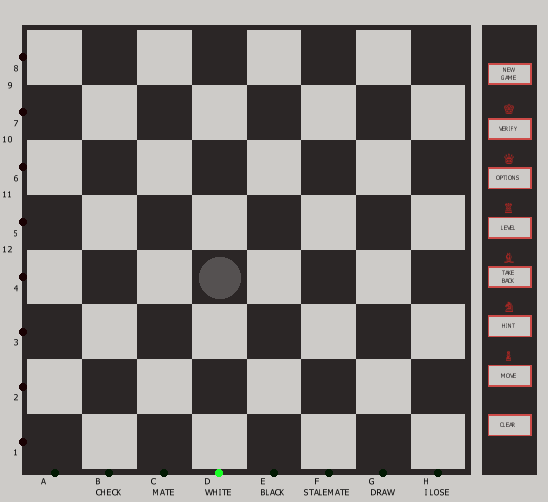 8
9
7
10
6
11
5
12
4
3
2
1
A B C D E F G H
CHECK MATE WHITE BLACK STALEMATE DRAW I LOSE
NEW
GAME
VERIFY
OPTIONS
LEVEL
TAKE
BACK
HINT
MOVE
CLEAR